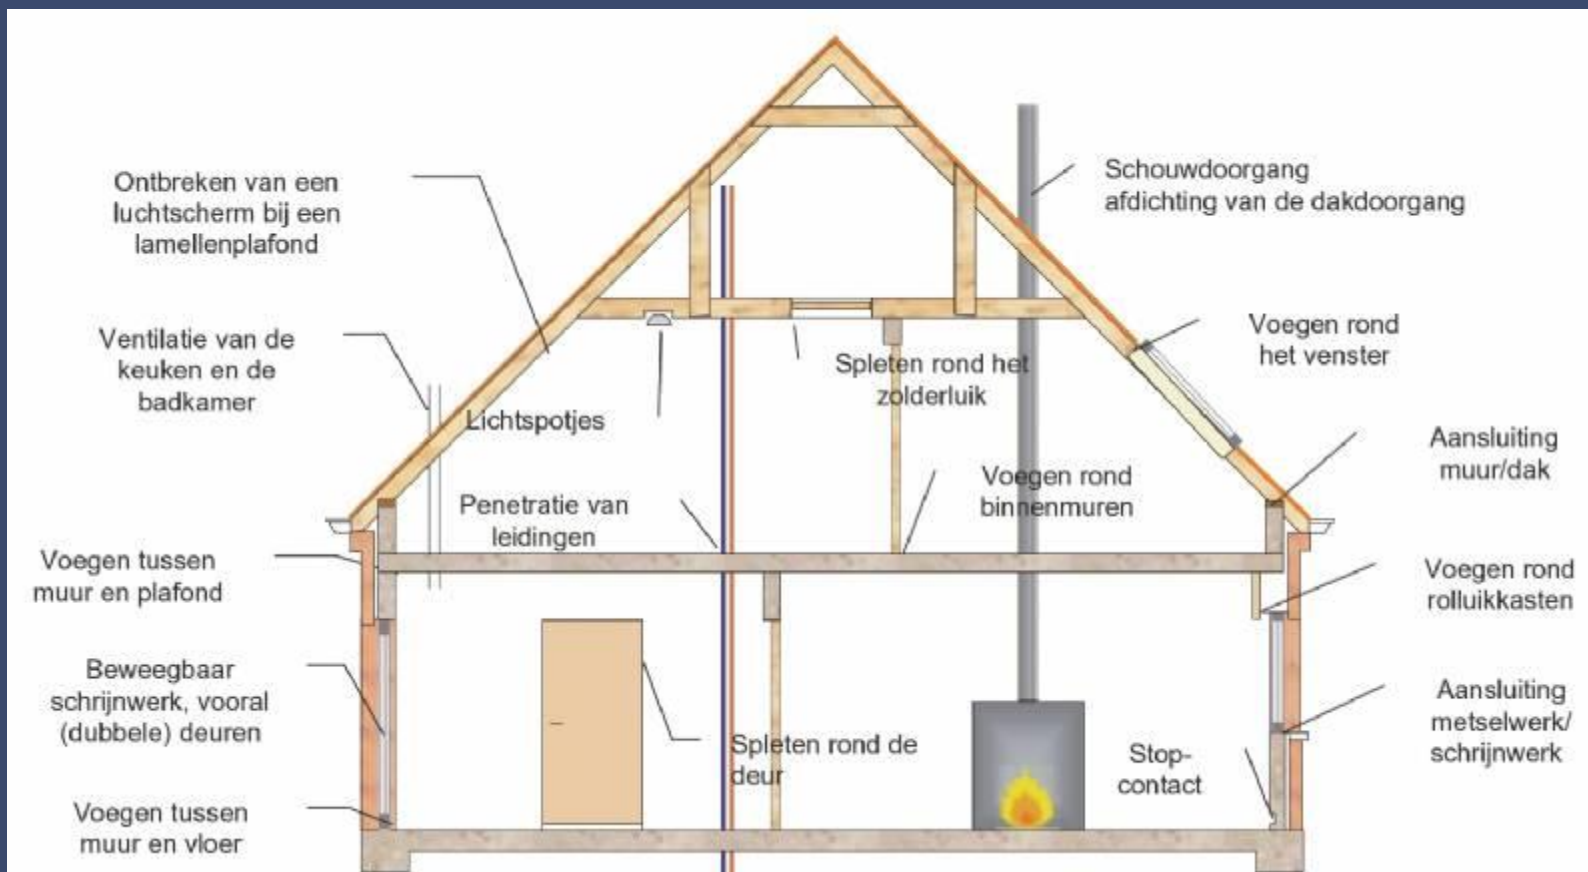 Ontbreken van een
luchtscherm bij een
lamellenplafond
Schouwdoorgang
afdichting van de dakdoorgang
Ventilatie van de
keuken en de
badkamer
Lichtspotjes
Spleten rond het
zolderluik
Voegen rond
het venster
Aansluiting
muur/dak
Penetratie van
leidingen
Voegen rond
binnenmuren
Voegen tussen
muur en plafond
Voegen rond
rolluikkasten
Beweegbaar
schrijnwerk, vooral
(dubbele) deuren
Spleten rond de
deur
Stop-
contact
Aansluiting
metselwerk/
schrijnwerk
Voegen tussen
muur en vloer